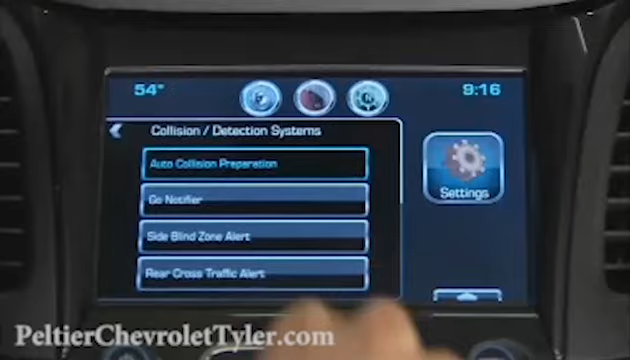 54°
9:16
Collision / Detection Systems
Auto Collision Preparation
Go Notifier
Side Blind Zone Alert
Rear Cross Traffic Alert
Settings
PeltierChevroletTyler.com